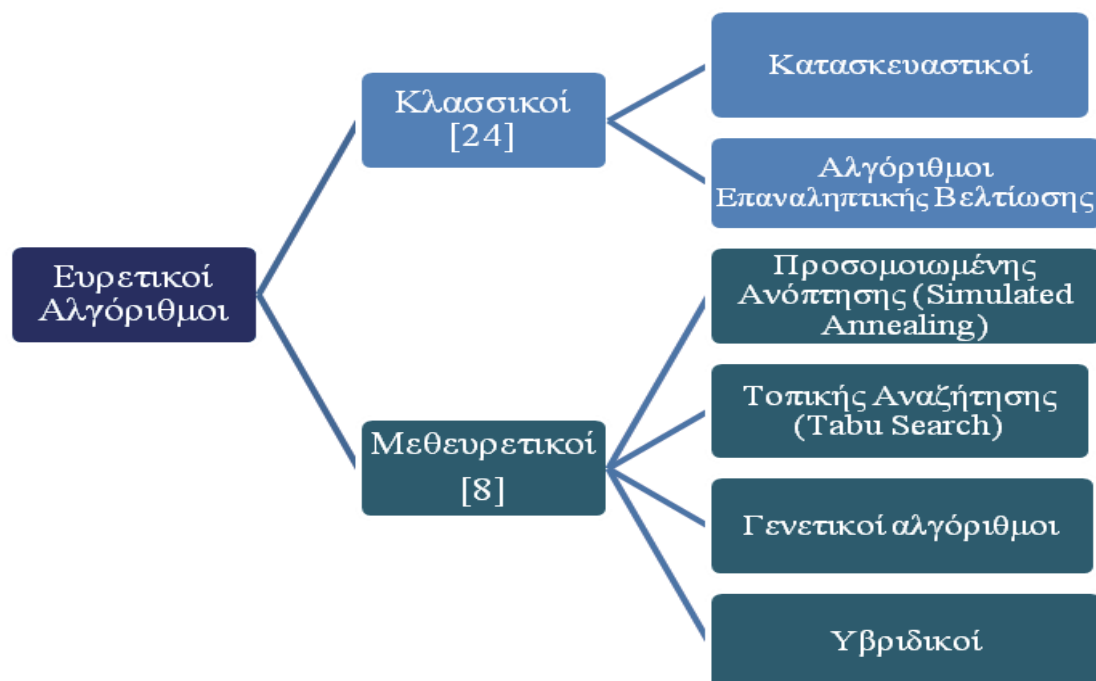 Ευρετικοί
Αλγόριθμοι
Κλασσικοί
[24]
Κατασκευαστικοί
Αλγόριθμοι
Επαναληπτικής Βελτίωσης
Μεθευρετικοί
[8]
Προσομοιωμένης
Ανόπτησης (Simulated
Annealing)
Τοπικής Αναζήτησης
(Tabu Search)
Γενετικοί αλγόριθμοι
Υβριδικοί